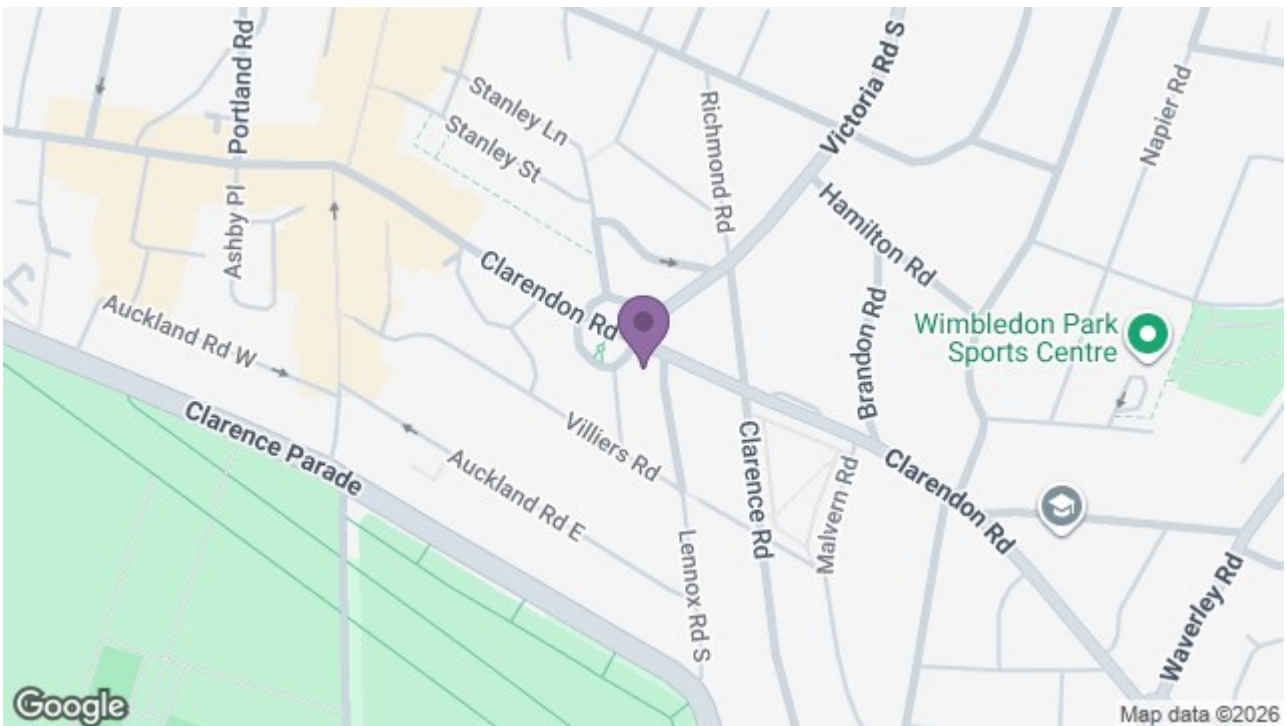 Portland Rd
Ashby Pl
Stanley Ln
Stanley St
Richmond Rd
Victoria Rd S
Napier Rd
Hamilton Rd
Clarendon Rd
Brandon Rd
Wimbledon Park
Sports Centre
Auckland Rd W
Clarence Parade
Auckland Rd E
Villiers Rd
Clarence Rd
Malvern Rd
Clarendon Rd
Lennox Rd S
Waverley Rd
Google
Map data ©2026